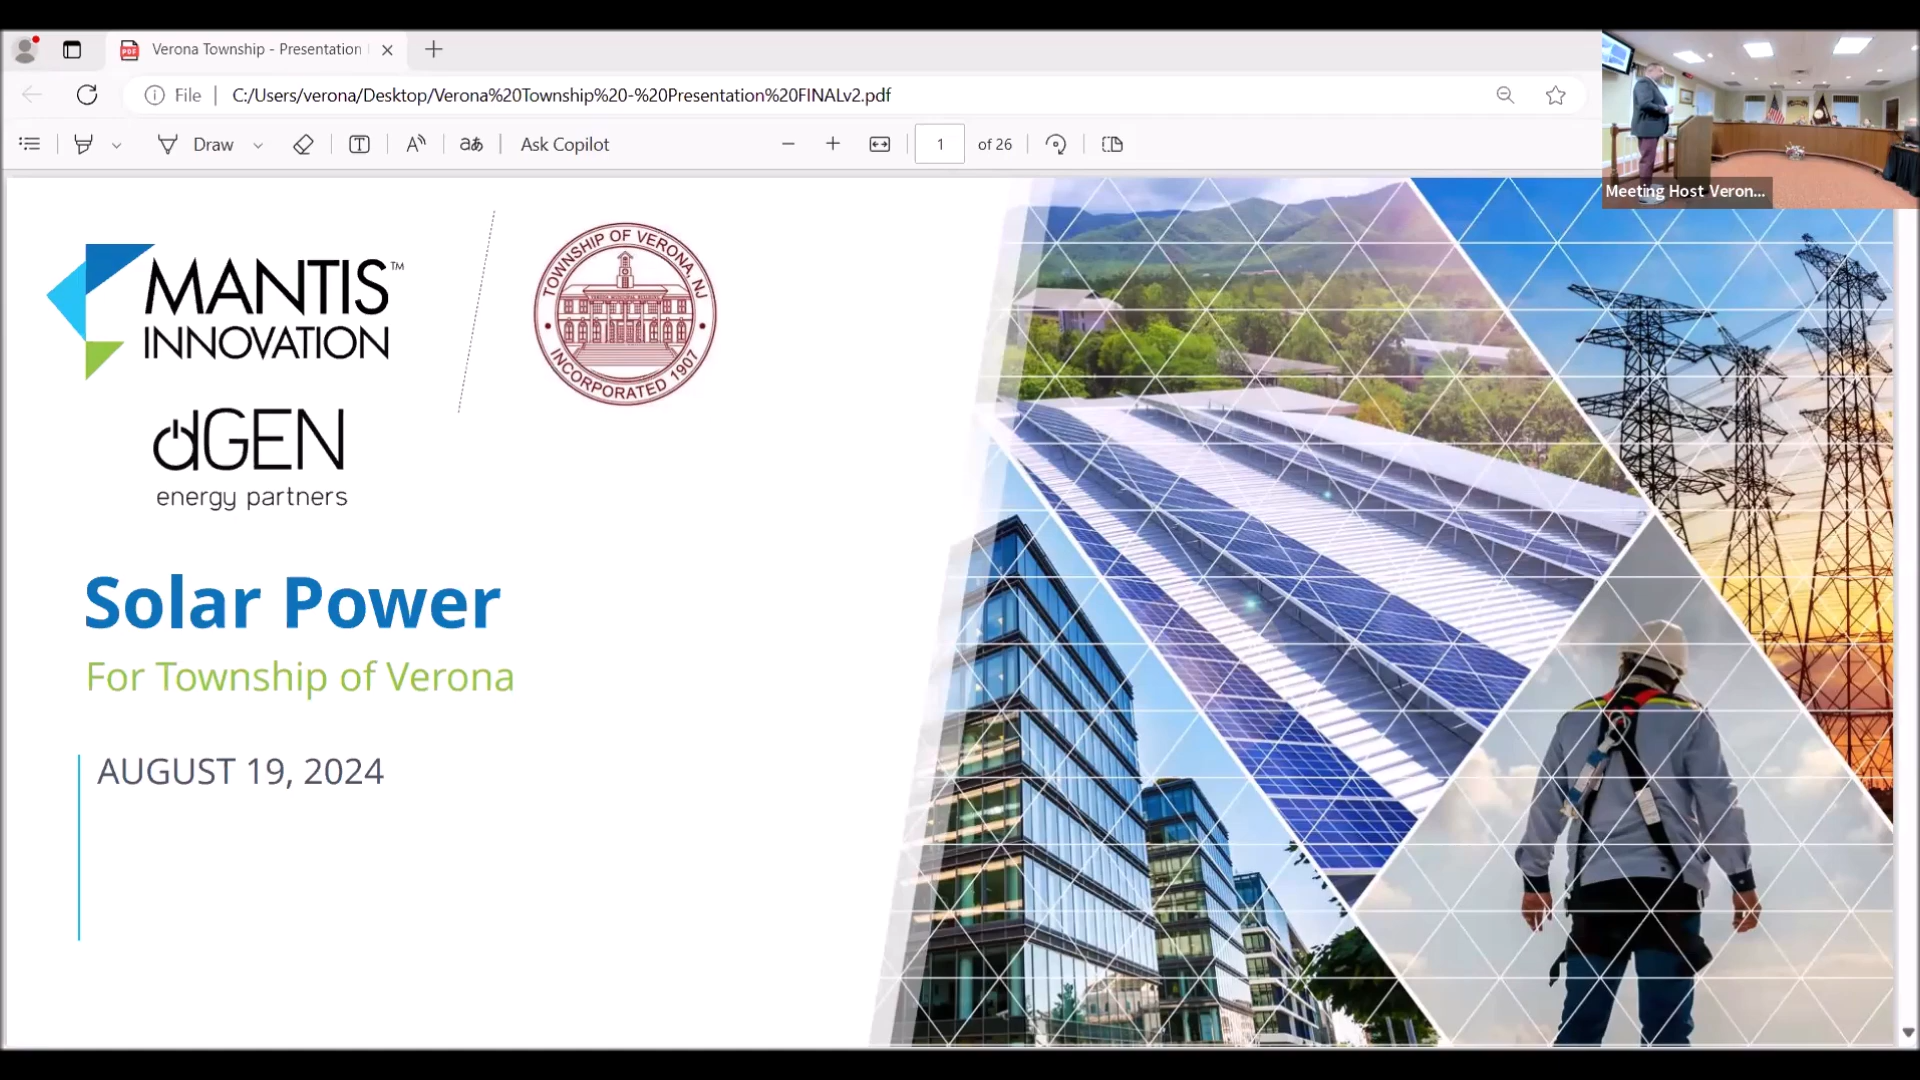 Verona Township - Presentation
File
C:/Users/verona/Desktop/Verona%20Township%20-%20Presentation%20FINALv2.pdf
Draw
Ask Copilot
1
of 26
Meeting Host Veron...
MANTIS™
INNOVATION
TOWNSHIP OF VERONA, NJ
INCORPORATED 1907
dGEN
energy partners
Solar Power
For Township of Verona
AUGUST 19, 2024